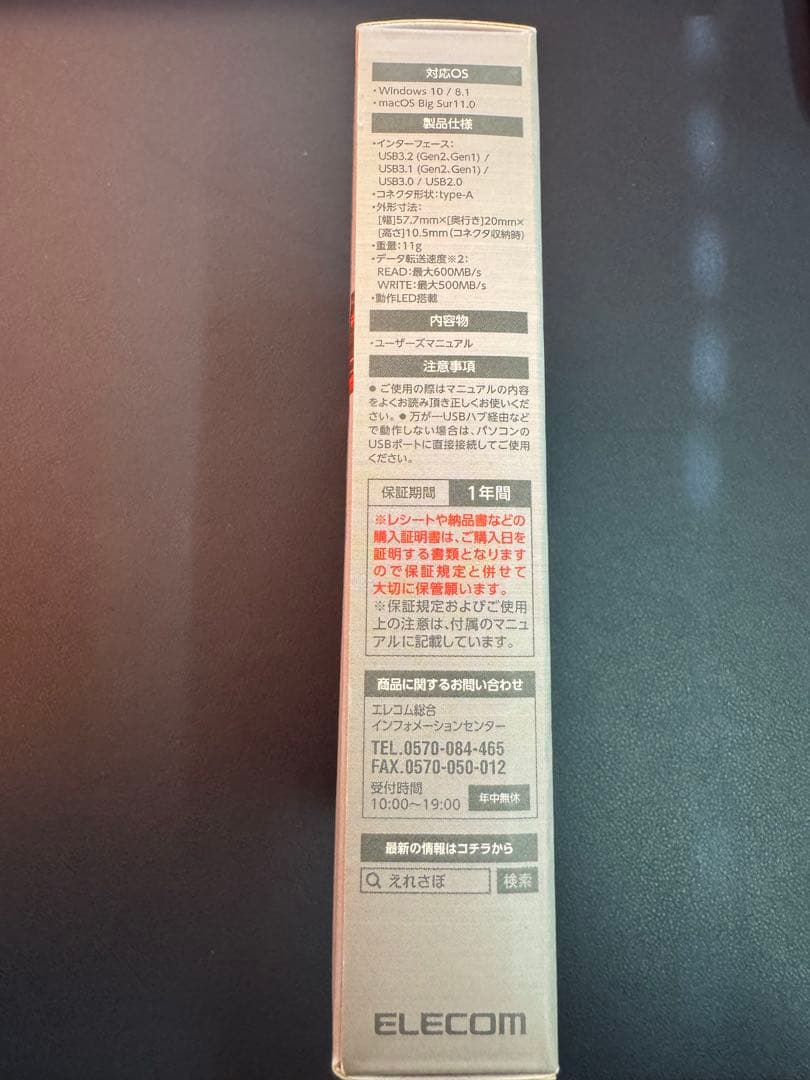 対応OS
・Windows 10 / 8.1
・macOS Big Sur11.0
製品仕様
・インターフェース：
USB3.2 (Gen2、Gen1) /
USB3.1 (Gen2、Gen1) /
USB3.0 / USB2.0
・コネクタ形状：type-A
・外形寸法：
[幅]57.7mm×[奥行き]20mm×
[高さ]10.5mm（コネクタ収納時）
・重量：11g
・データ転送速度※2：
READ：最大600MB/s
WRITE：最大500MB/s
・動作LED搭載
内容物
・ユーザーズマニュアル
注意事項
● ご使用の際はマニュアルの内容
をよくお読み頂き正しくお使いくだ
さい。● 万が一USBハブ経由など
で動作しない場合は、パソコンの
USBポートに直接接続してご使用
ください。
保証期間 1年間
※レシートや納品書などの
購入証明書は、ご購入日を
証明する書類となります
ので保証規定と併せて
大切に保管願います。
※保証規定およびご使用
上の注意は、付属のマニュ
アルに記載しています。
商品に関するお問い合わせ
エレコム総合
インフォメーションセンター
TEL.0570-084-465
FAX.0570-050-012
受付時間
10:00〜19:00 年中無休
最新の情報はコチラから
えれさぽ 検索
ELECOM